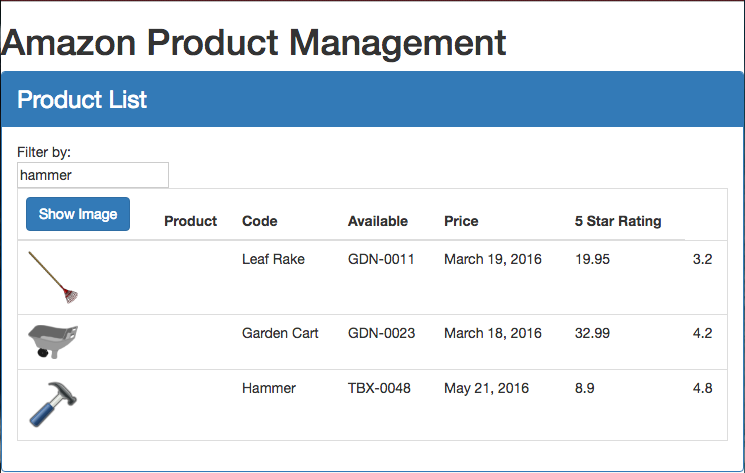 Amazon Product Management
Product List
Filter by:
hammer
Show Image Product Code Available Price 5 Star Rating
Leaf Rake GDN-0011 March 19, 2016 19.95 3.2
Garden Cart GDN-0023 March 18, 2016 32.99 4.2
Hammer TBX-0048 May 21, 2016 8.9 4.8